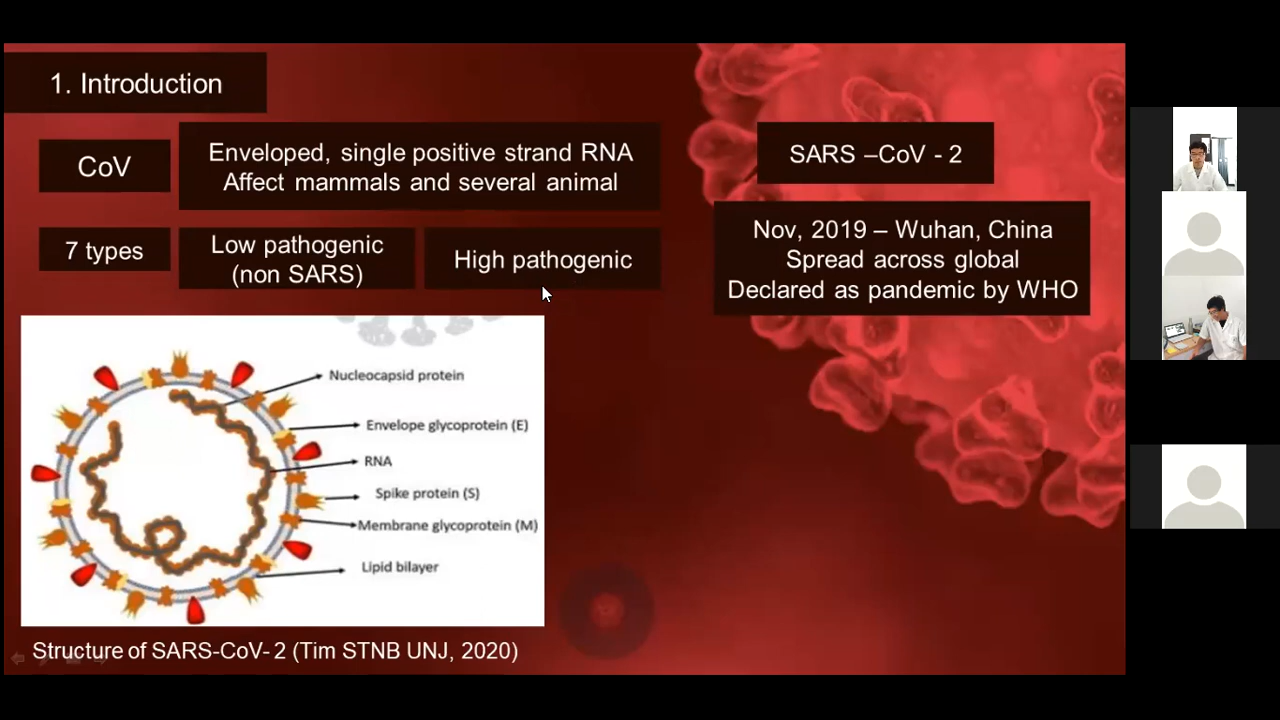 1. Introduction
CoV
Enveloped, single positive strand RNA
Affect mammals and several animal
7 types
Low pathogenic
(non SARS)
High pathogenic
SARS –CoV - 2
Nov, 2019 – Wuhan, China
Spread across global
Declared as pandemic by WHO
Nucleocapsid protein
Envelope glycoprotein (E)
RNA
Spike protein (S)
Membrane glycoprotein (M)
Lipid bilayer
Structure of SARS-CoV- 2 (Tim STNB UNJ, 2020)